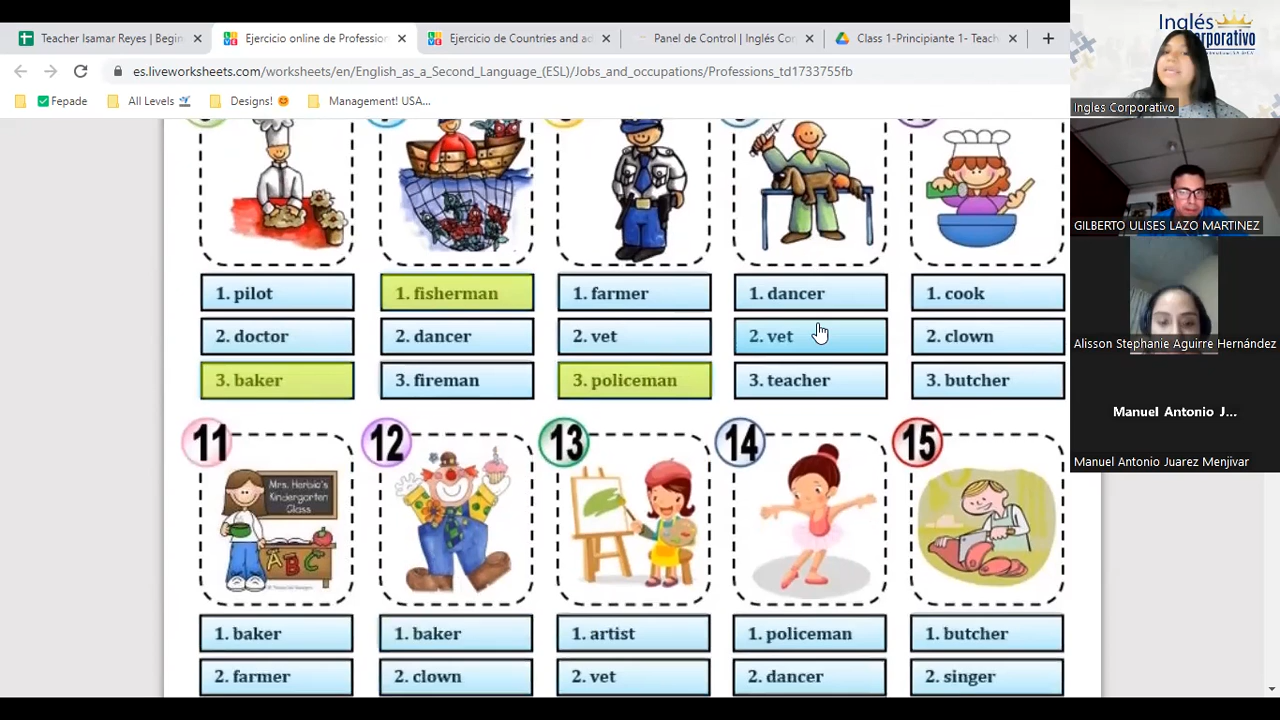 Teacher Isamar Reyes | Begin
Ejercicio online de Profession
Ejercicio de Countries and ad
Panel de Control | Inglés Con
Class 1-Principiante 1- Teach
es.liveworksheets.com/worksheets/en/English_as_a_Second_Language_(ESL)/Jobs_and_occupations/Professions_td1733755fb
Fepade
All Levels
Designs!
Management! USA...
1. pilot
1. fisherman
1. farmer
1. dancer
1. cook
2. doctor
2. dancer
2. vet
2. vet
2. clown
3. baker
3. fireman
3. policeman
3. teacher
3. butcher
11
12
13
14
15
Mrs. Herbia's
Kindergarten
Glass
A B C
1. baker
1. baker
1. artist
1. policeman
1. butcher
2. farmer
2. clown
2. vet
2. dancer
2. singer
Inglés
Corporativo
Ingles Corporativo
GILBERTO ULISES LAZO MARTINEZ
Alisson Stephanie Aguirre Hernández
Manuel Antonio J...
Manuel Antonio Juarez Menjivar